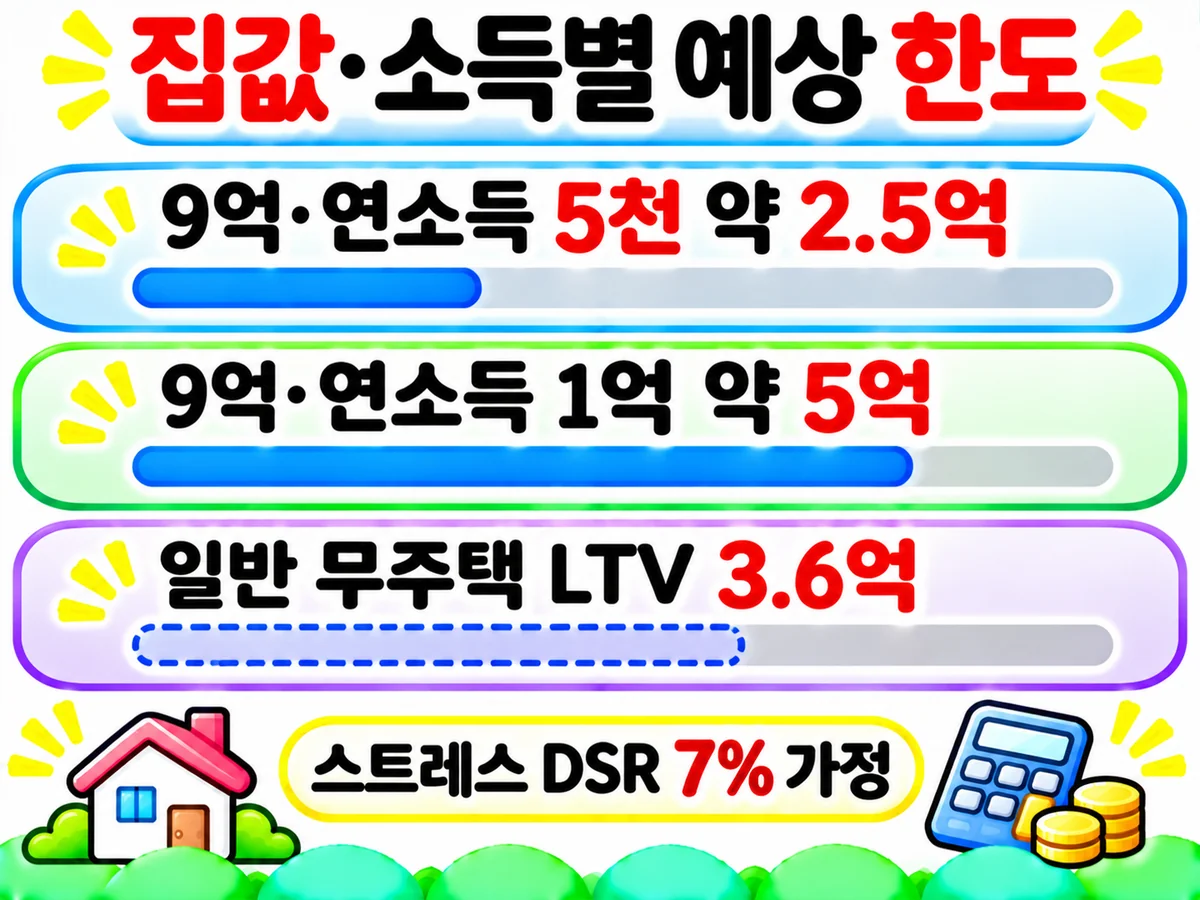 집값·소득별 예상 한도
9억·연소득 5천 약 2.5억
9억·연소득 1억 약 5억
일반 무주택 LTV 3.6억
스트레스 DSR 7% 가정